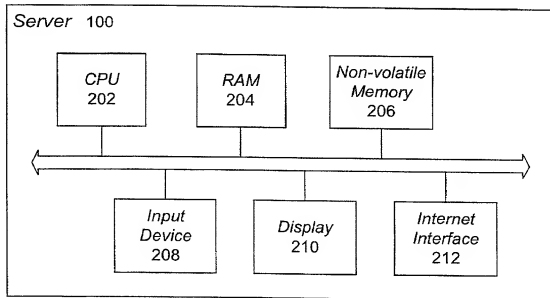 Server 100
CPU
202
RAM
204
Non-volatile
Memory
206
Input
Device
208
Display
210
Internet
Interface
212